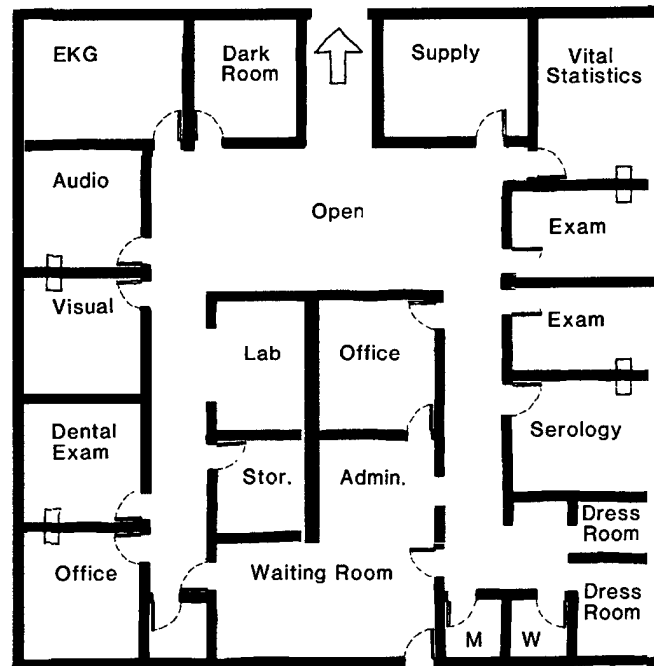 EKG
Dark
Room
Supply
Vital
Statistics
Audio
Open
Exam
Visual
Lab
Office
Exam
Dental
Exam
Stor.
Admin.
Serology
Dress
Room
Office
Waiting Room
Dress
Room
M
W